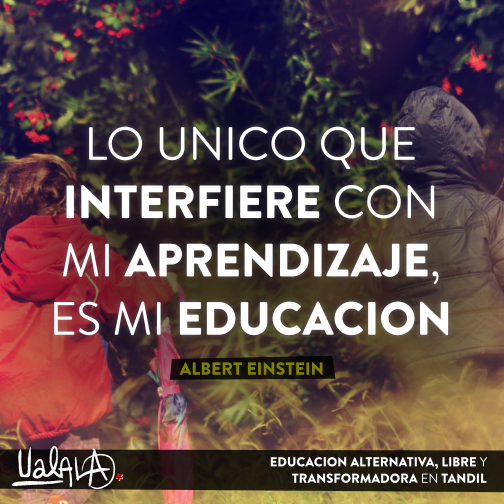 LO UNICO QUE
INTERFIERE CON
MI APRENDIZAJE,
ES MI EDUCACION
ALBERT EINSTEIN
UalALA
EDUCACION ALTERNATIVA, LIBRE Y
TRANSFORMADORA EN TANDIL